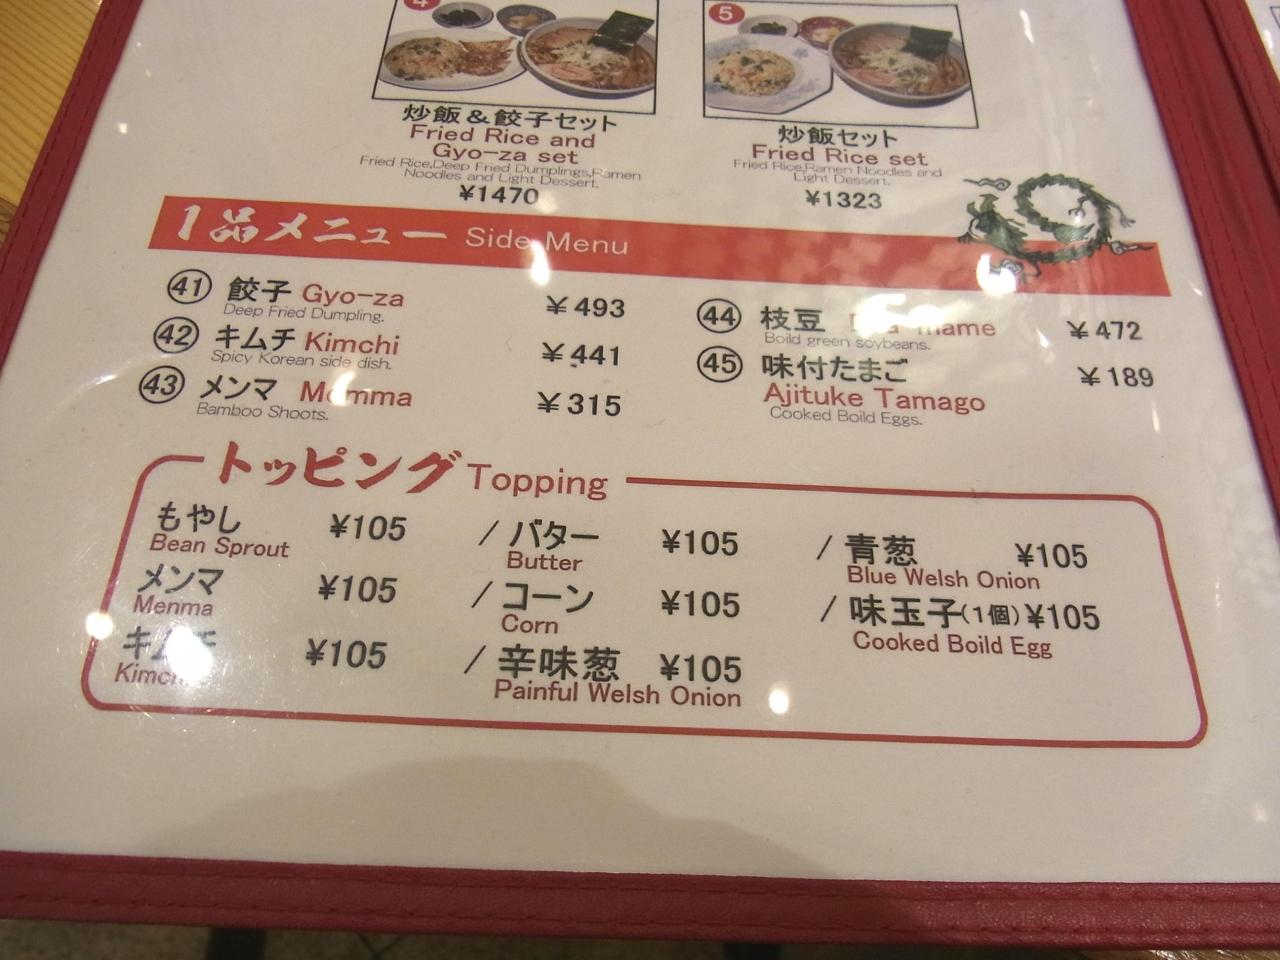 4
炒飯&餃子セット
Fried Rice and
Gyo-za set
Fried Rice,Deep Fried Dumplings,Ramen
Noodles and Light Dessert.
¥1470
5
炒飯セット
Fried Rice set
Fried Rice,Ramen Noodles and
Light Dessert.
¥1323
1品メニュー Side Menu
41 餃子 Gyo-za ¥493
Deep Fried Dumpling.
42 キムチ Kimchi ¥441
Spicy Korean side dish.
43 メンマ ¥315
Bamboo Shoots.
44 枝豆 mame ¥472
Boild green soybeans.
45 味付たまご ¥189
Ajituke Tamago
Cooked Boild Eggs.
トッピング Topping
もやし ¥105 / バター ¥105 / 青葱 ¥105
Bean Sprout Butter Blue Welsh Onion
メンマ ¥105 / コーン ¥105 / 味玉子(1個) ¥105
Menma Corn Cooked Boild Egg
キムチ ¥105 / 辛味葱 ¥105
Kimchi Painful Welsh Onion